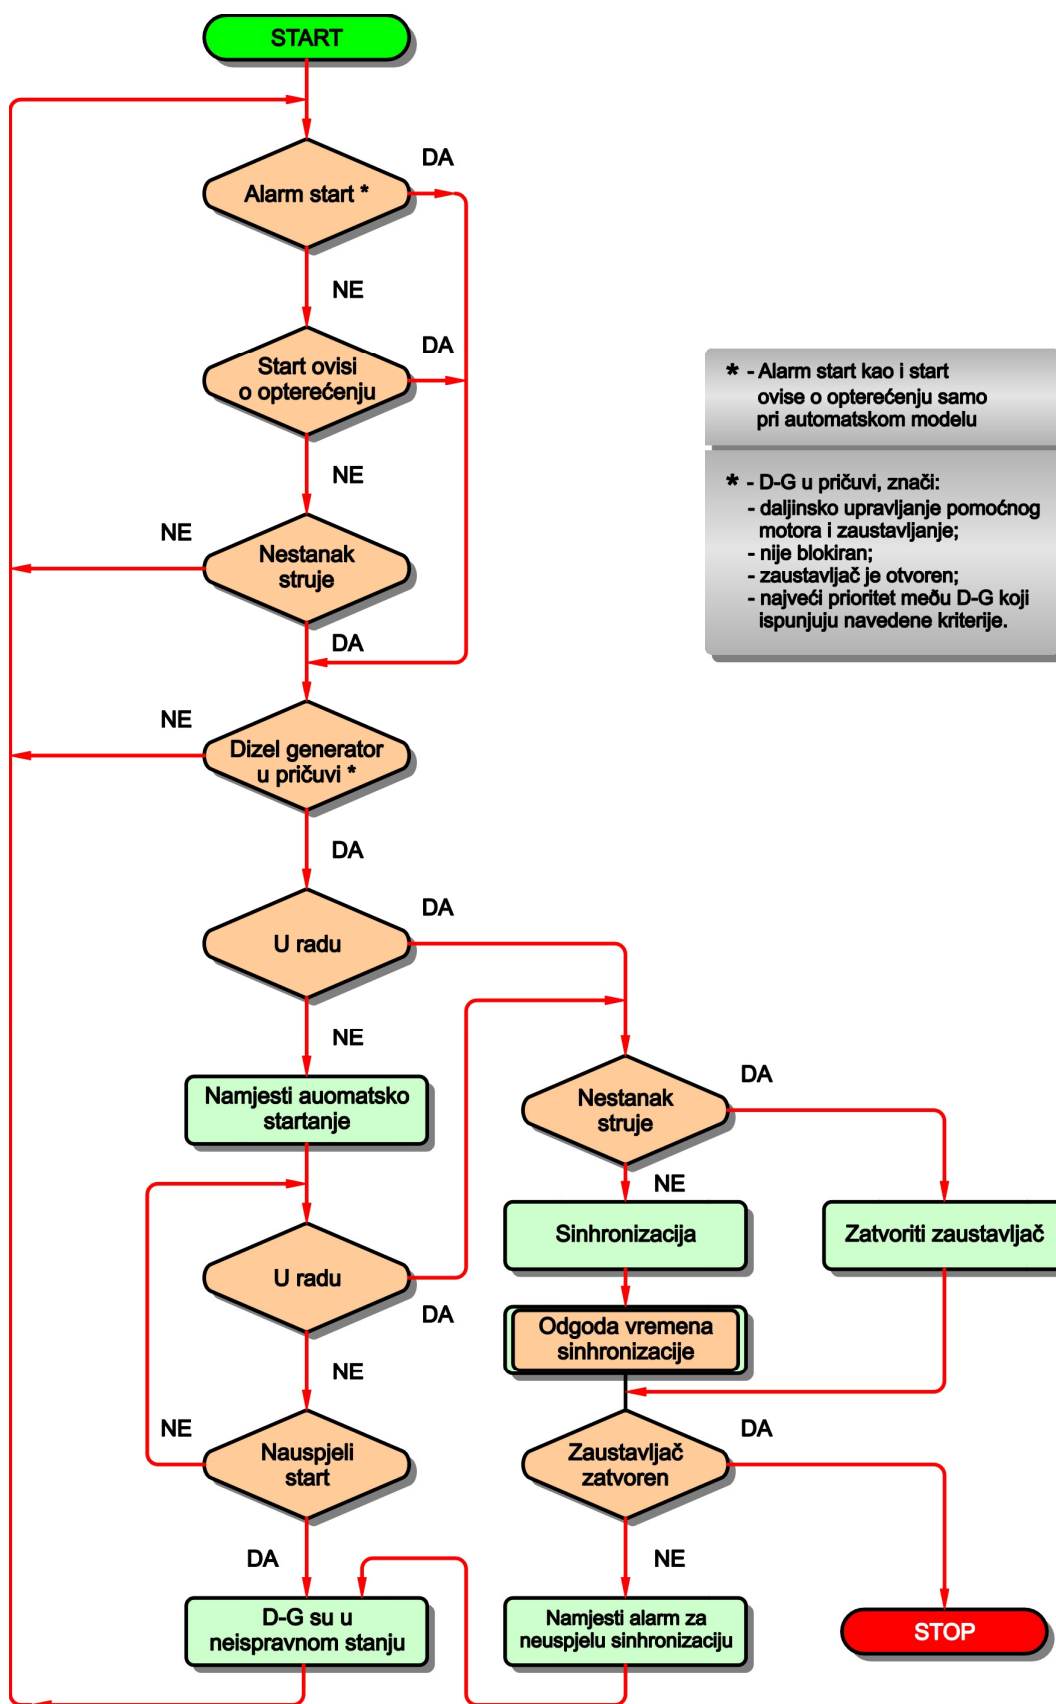 START
DA
Alarm start *
NE
DA
Start ovisi
o opterećenju
* - Alarm start kao i start
ovise o opterećenju samo
pri automatskom modelu
NE
* - D-G u pričuvi, znači:
- daljinsko upravljanje pomoćnog
motora i zaustavljanje;
- nije blokiran;
- zaustavljač je otvoren;
- najveći prioritet meðu D-G koji
ispunjuju navedene kriterije.
NE
Nestanak
struje
DA
NE
Dizel generator
u pričuvi *
DA
DA
U radu
NE
Namjesti auomatsko
startanje
DA
Nestanak
struje
NE
Sinhronizacija
Zatvoriti zaustavljač
U radu
DA
Odgoda vremena
sinhronizacije
NE
NE
Nauspjeli
start
DA
Zaustavljač
zatvoren
DA
NE
D-G su u
neispravnom stanju
Namjesti alarm za
neuspjelu sinhronizaciju
STOP